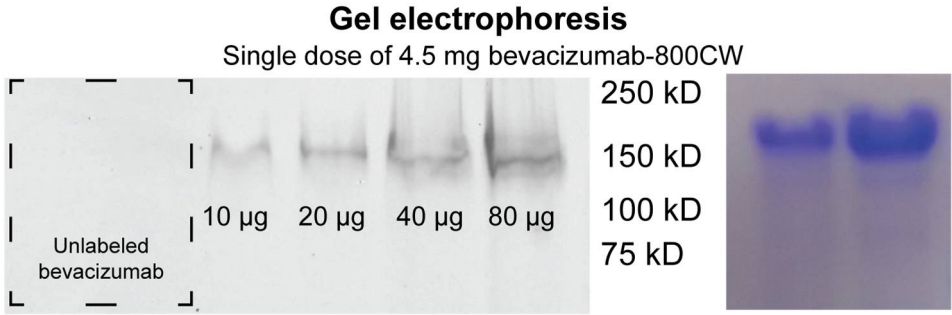 Gel electrophoresis
Single dose of 4.5 mg bevacizumab-800CW
250 kD
150 kD
10 µg 20 µg 40 µg 80 µg
100 kD
Unlabeled
bevacizumab
75 kD